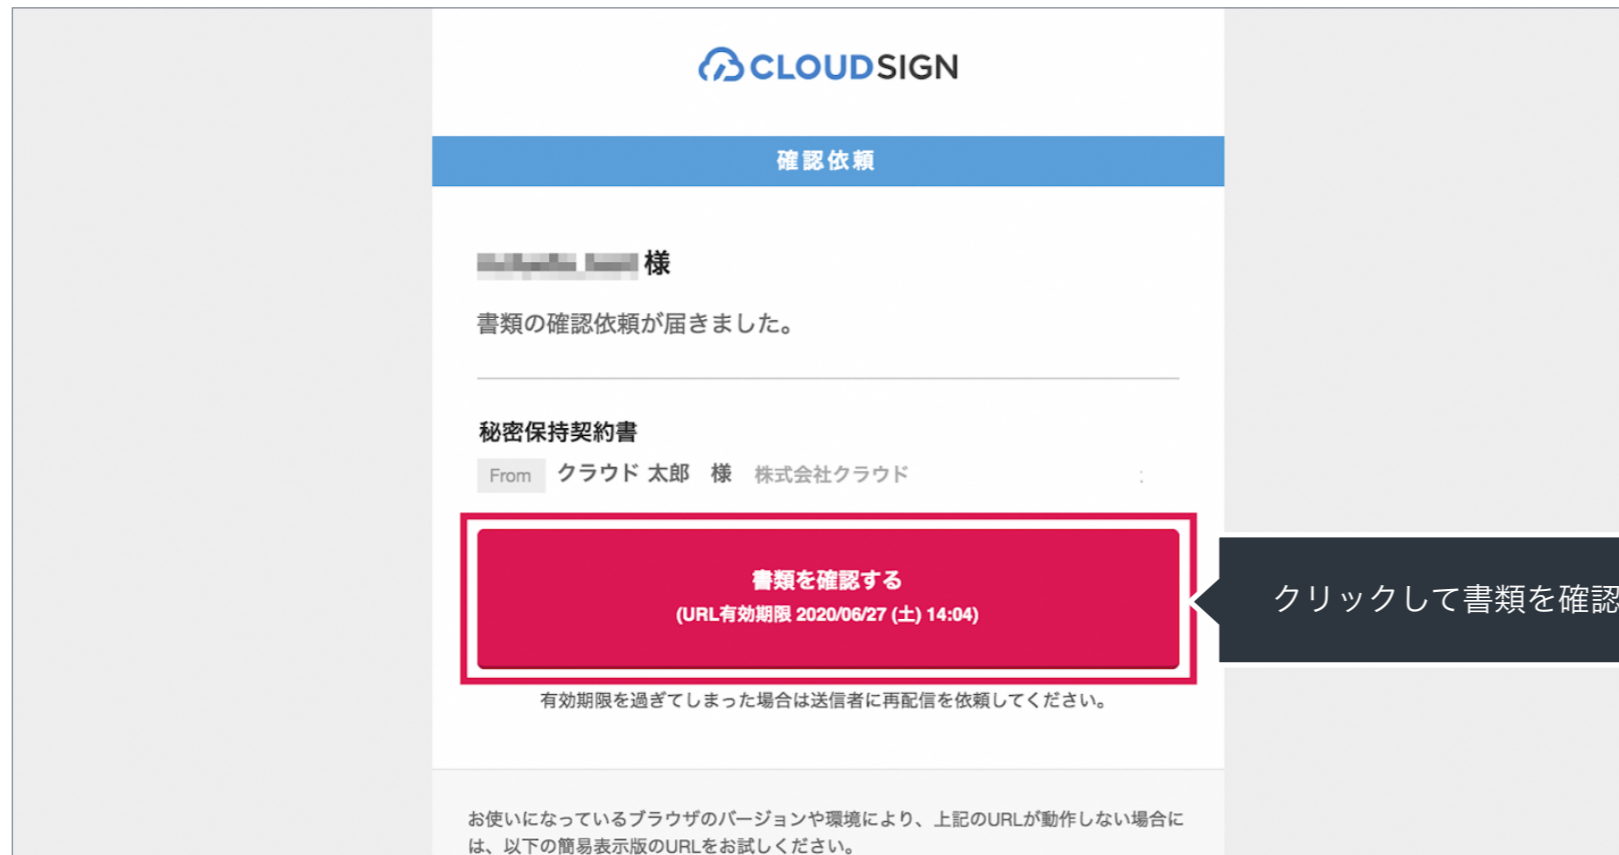 CLOUDSIGN
確認依頼
様
書類の確認依頼が届きました。
秘密保持契約書
From クラウド 太郎 様 株式会社クラウド :
書類を確認する
(URL有効期限 2020/06/27 (土) 14:04)
クリックして書類を確認
有効期限を過ぎてしまった場合は送信者に再配信を依頼してください。
お使いになっているブラウザのバージョンや環境により、上記のURLが動作しない場合に
は、以下の簡易表示版のURLをお試しください。